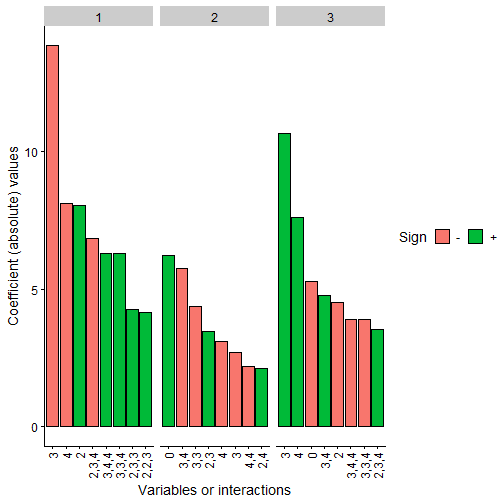 1 2 3
10
5
0
Coefficient (absolute) values
3 4 2 2,3,4 3,4,4 3,3,4 2,3,3 2,2,3
0 3,4 3,3 2,3 4 3 4,4 2,4
3 4 0 3,4 2 3,4,4 3,3,4 2,3,4
Variables or interactions
Sign - +